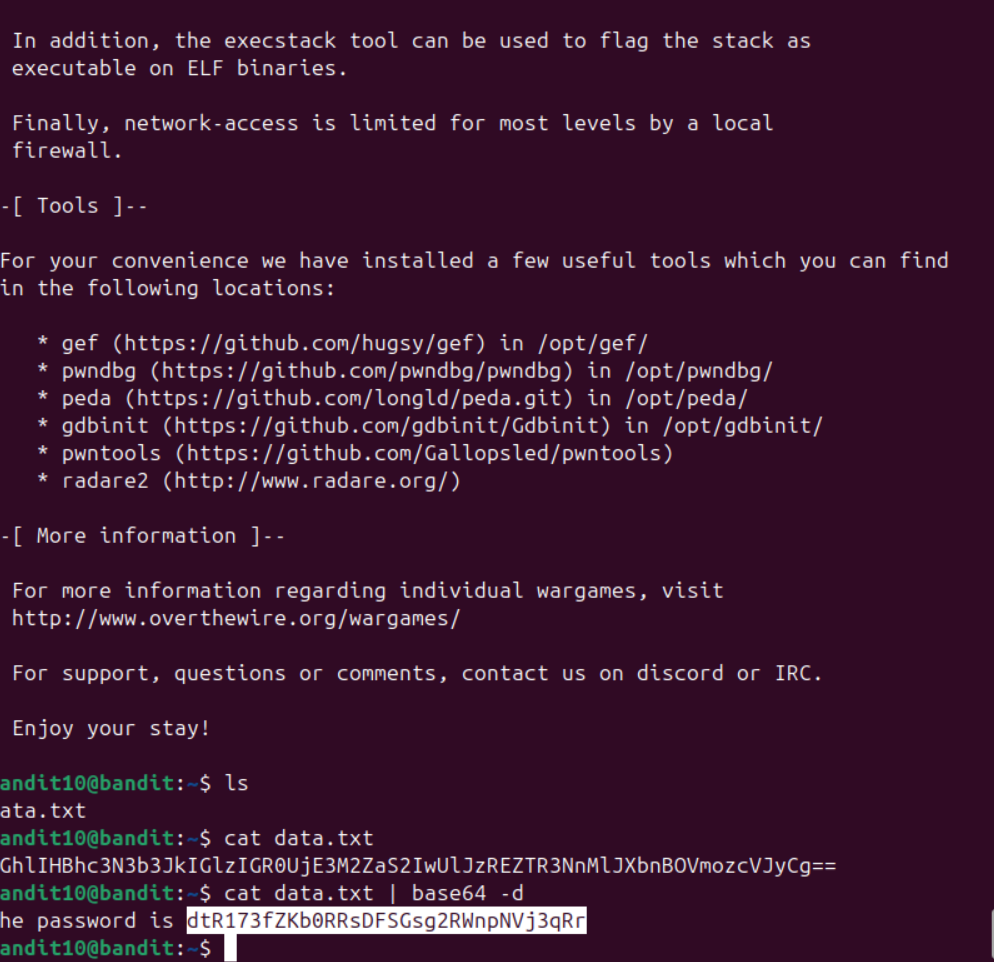 In addition, the execstack tool can be used to flag the stack as
executable on ELF binaries.
Finally, network-access is limited for most levels by a local
firewall.
-[ Tools ]--
For your convenience we have installed a few useful tools which you can find
in the following locations:
* gef (https://github.com/hugsy/gef) in /opt/gef/
* pwndbg (https://github.com/pwndbg/pwndbg) in /opt/pwndbg/
* peda (https://github.com/longld/peda.git) in /opt/peda/
* gdbinit (https://github.com/gdbinit/Gdbinit) in /opt/gdbinit/
* pwntools (https://github.com/Gallopsled/pwntools)
* radare2 (http://www.radare.org/)
-[ More information ]--
For more information regarding individual wargames, visit
http://www.overthewire.org/wargames/
For support, questions or comments, contact us on discord or IRC.
Enjoy your stay!
andit10@bandit:~$ ls
ata.txt
andit10@bandit:~$ cat data.txt
GhlIHBhc3N3b3JkIGlzIGR0UjE3M2ZaS2IwUlJzREZTR3NnMlJXbnBOVmozcVJyCg==
andit10@bandit:~$ cat data.txt | base64 -d
he password is dtR173fZKb0RRsDFSGsg2RWnpNVj3qRr
andit10@bandit:~$